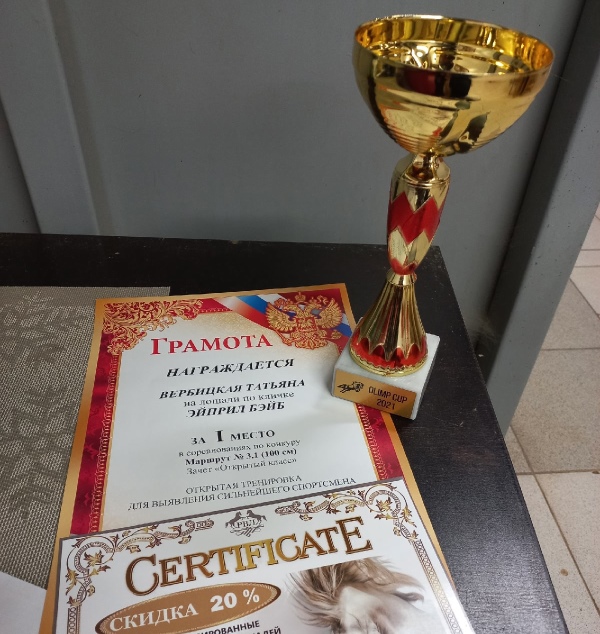 ГРАМОТА
НАГРАЖДАЕТСЯ
ВЕРБИЦКАЯ ТАТЬЯНА
на лошади по кличке
ЭЙПРИЛ БЭЙБ
ЗА I МЕСТО
в соревнованиях по конкуру
Маршрут № 3.1 (100 см)
Зачет «Открытый класс»
ОТКРЫТАЯ ТРЕНИРОВКА
ДЛЯ ВЫЯВЛЕНИЯ СИЛЬНЕЙШЕГО СПОРТСМЕНА
OLIMP CUP
2021
CERTIFICATE
СКИДКА 20 %